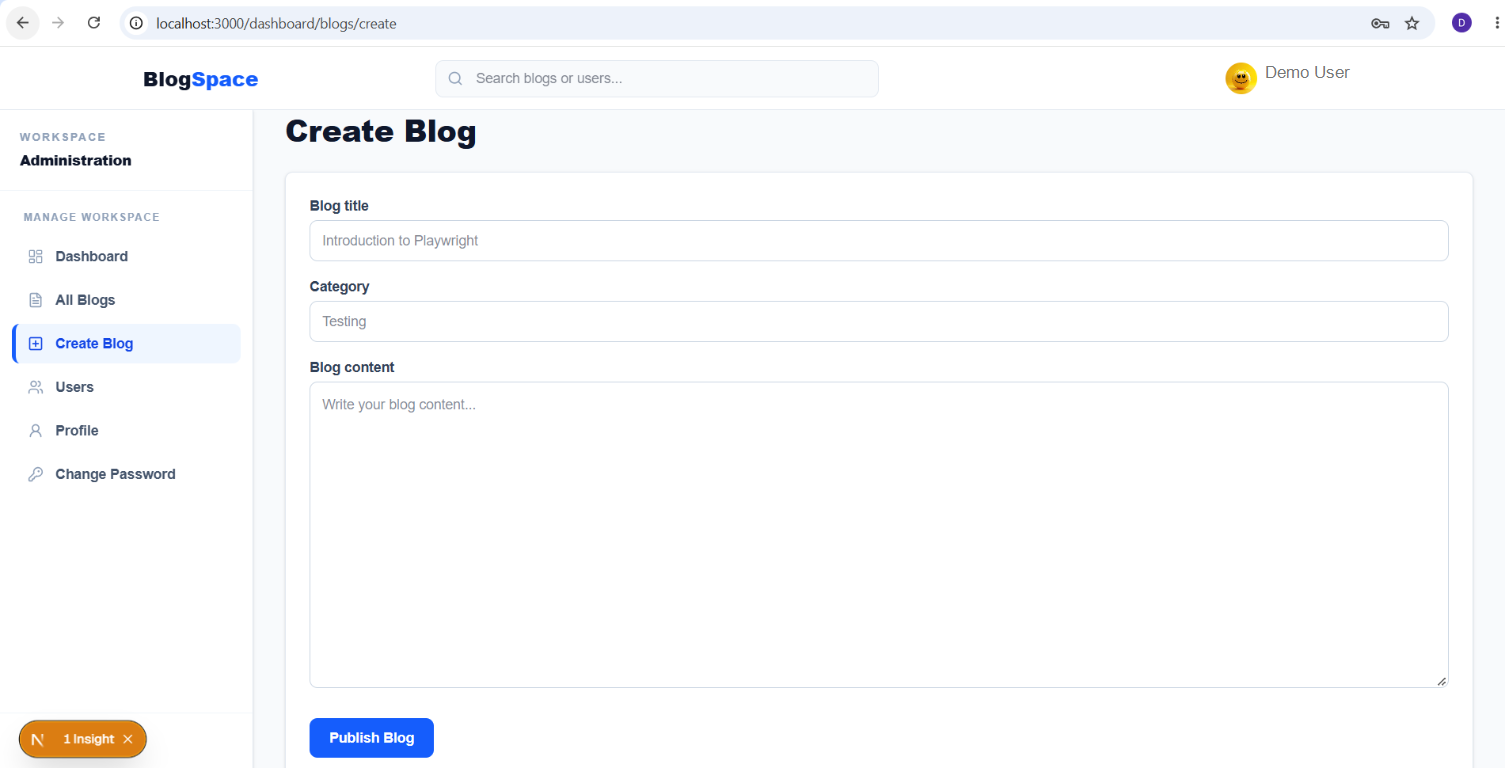 localhost:3000/dashboard/blogs/create
D
BlogSpace
Search blogs or users...
Demo User
WORKSPACE
Administration
MANAGE WORKSPACE
Dashboard
All Blogs
Create Blog
Users
Profile
Change Password
N 1 Insight
Create Blog
Blog title
Introduction to Playwright
Category
Testing
Blog content
Write your blog content...
Publish Blog